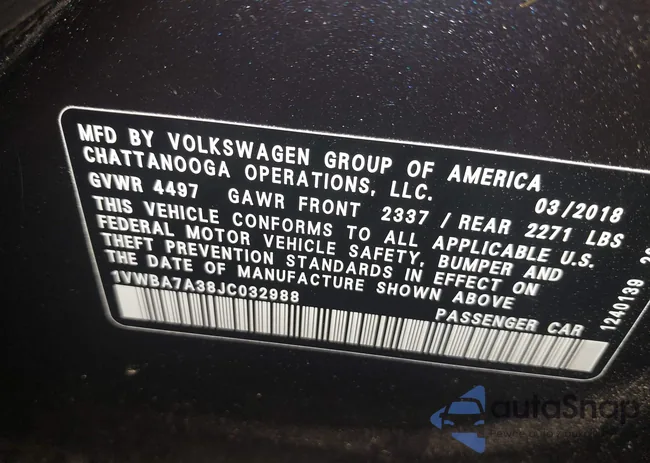 MFD BY VOLKSWAGEN GROUP OF AMERICA
CHATTANOOGA OPERATIONS, LLC. 03/2018
GVWR 4497 GAWR FRONT 2337 / REAR 2271 LBS
THIS VEHICLE CONFORMS TO ALL APPLICABLE U.S.
FEDERAL MOTOR VEHICLE SAFETY, BUMPER AND
THEFT PREVENTION STANDARDS IN EFFECT ON
THE DATE OF MANUFACTURE SHOWN ABOVE
1VWBA7A38JC032988 PASSENGER CAR
1240139
autaShop